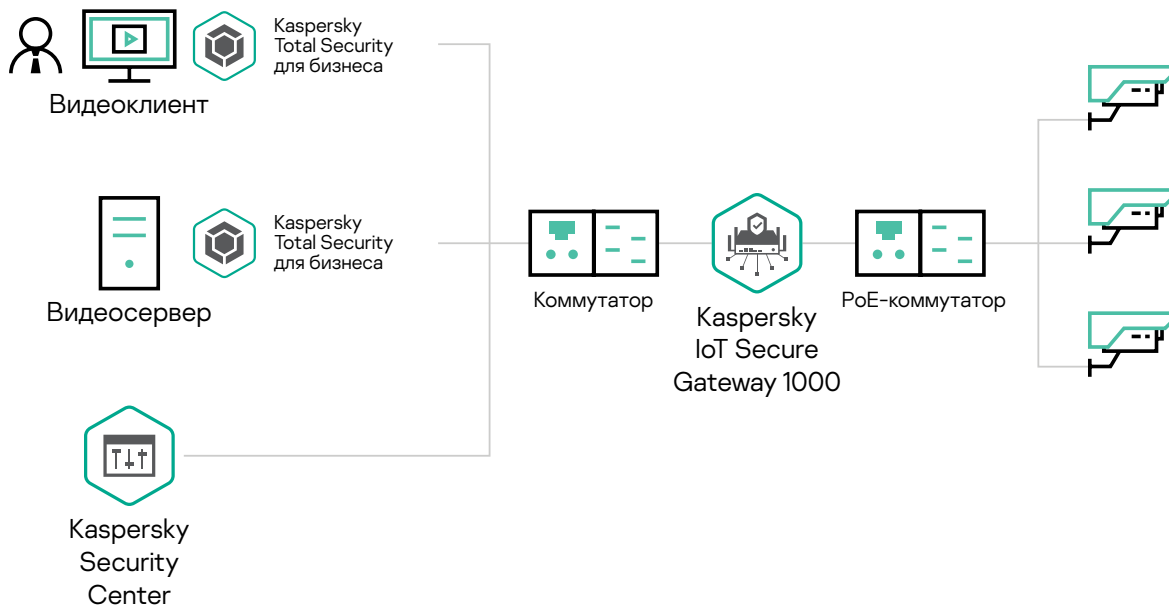 Kaspersky
Total Security
для бизнеса
Видеоклиент
Kaspersky
Total Security
для бизнеса
Видеосервер
Коммутатор
Kaspersky
IoT Secure
Gateway 1000
PoE-коммутатор
Kaspersky
Security
Center